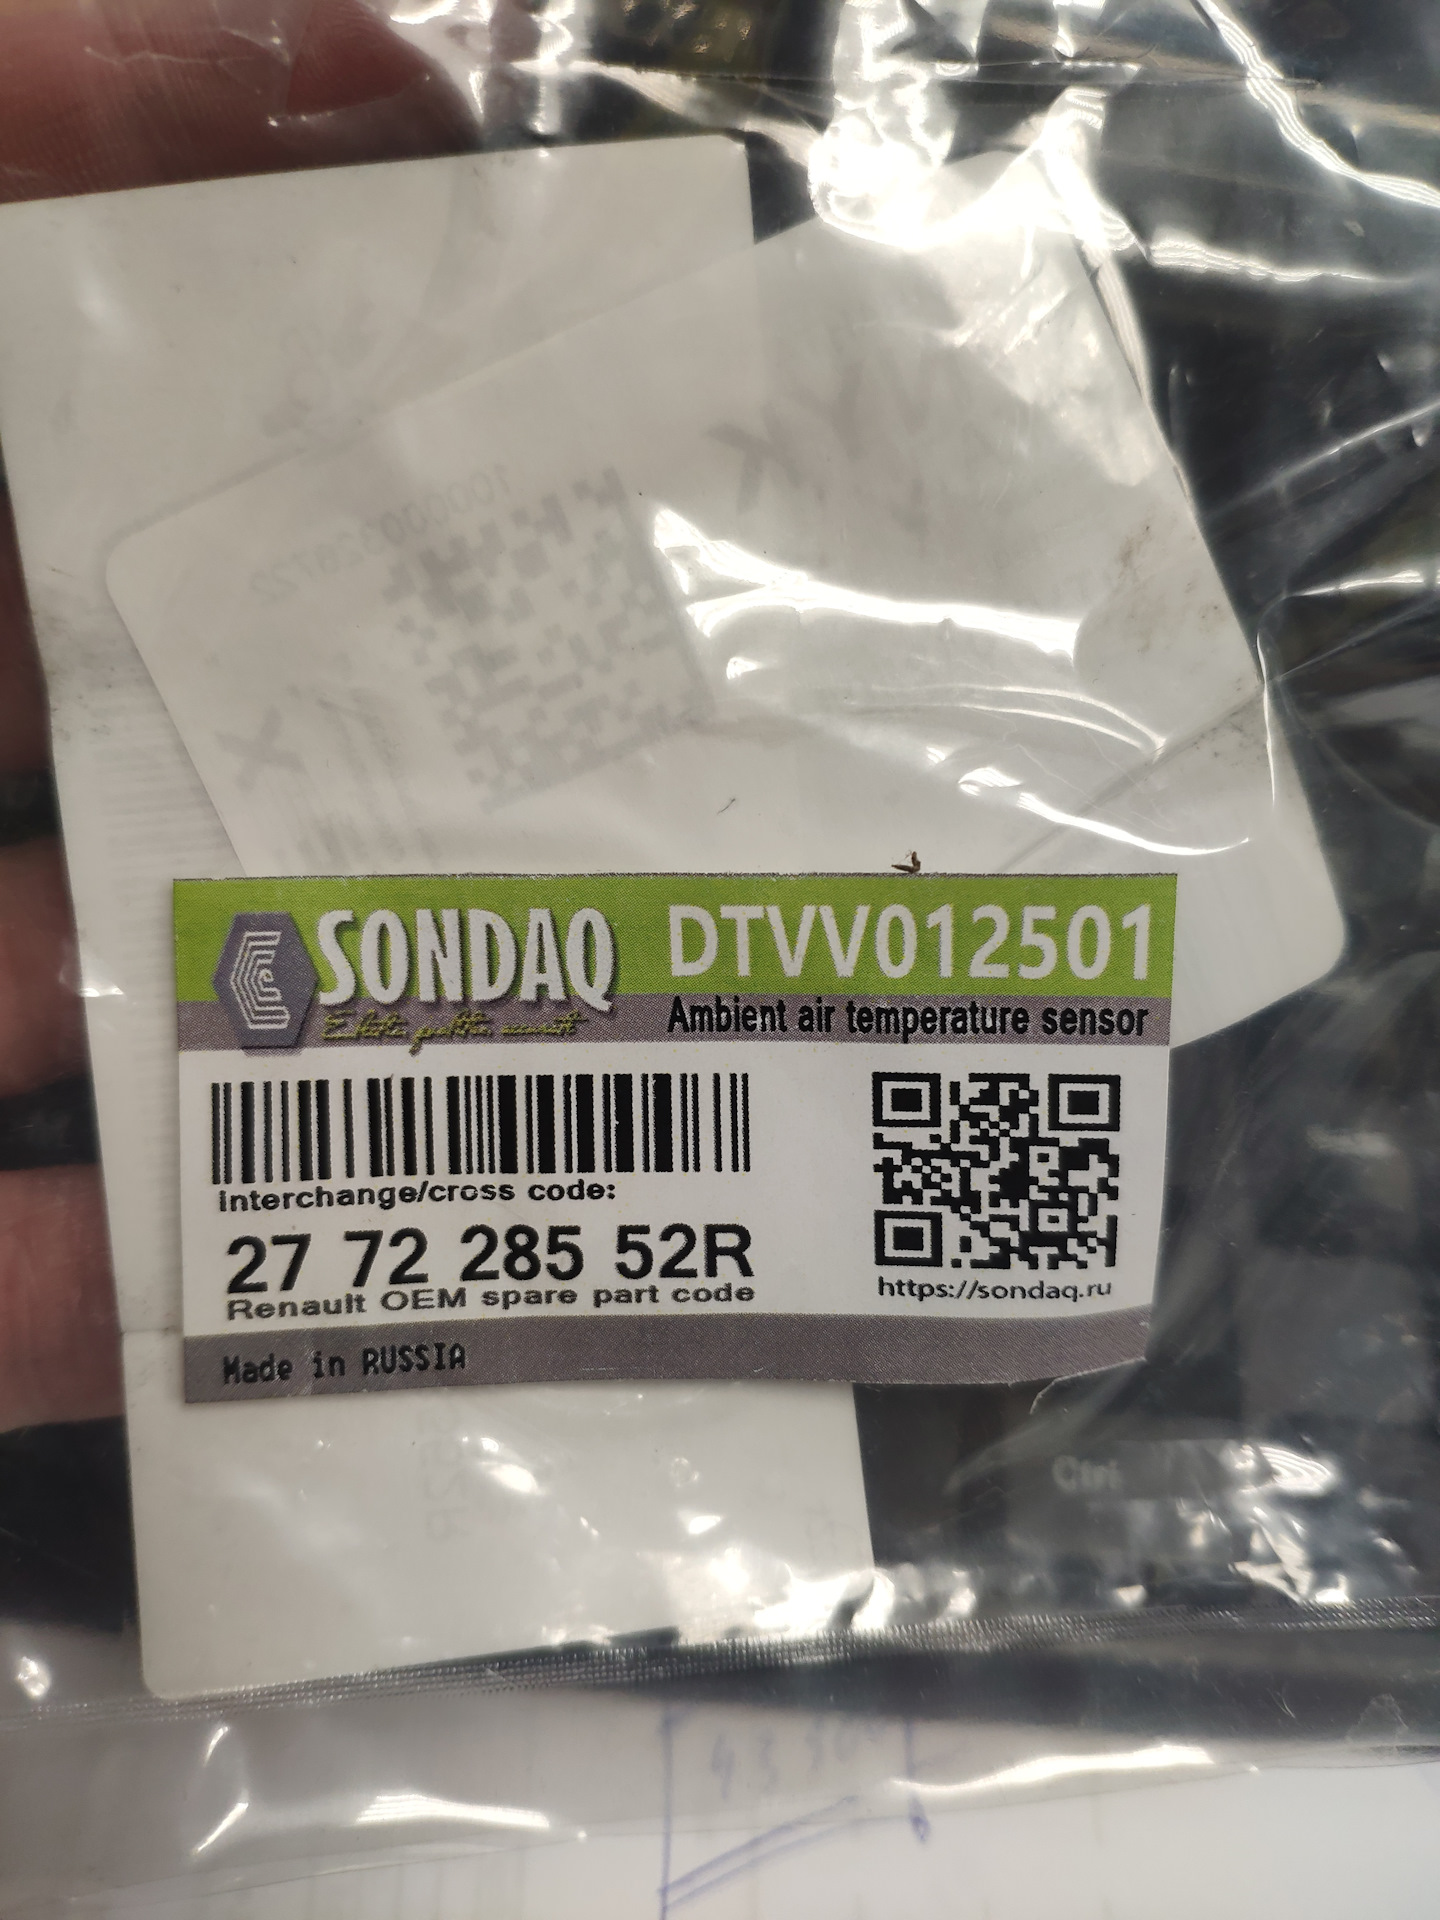 SONDAQ
DTVV012501
Ambient air temperature sensor
Interchange/cross code:
27 72 285 52R
Renault OEM spare part code
https://sondaq.ru
Made in RUSSIA
Ctrl